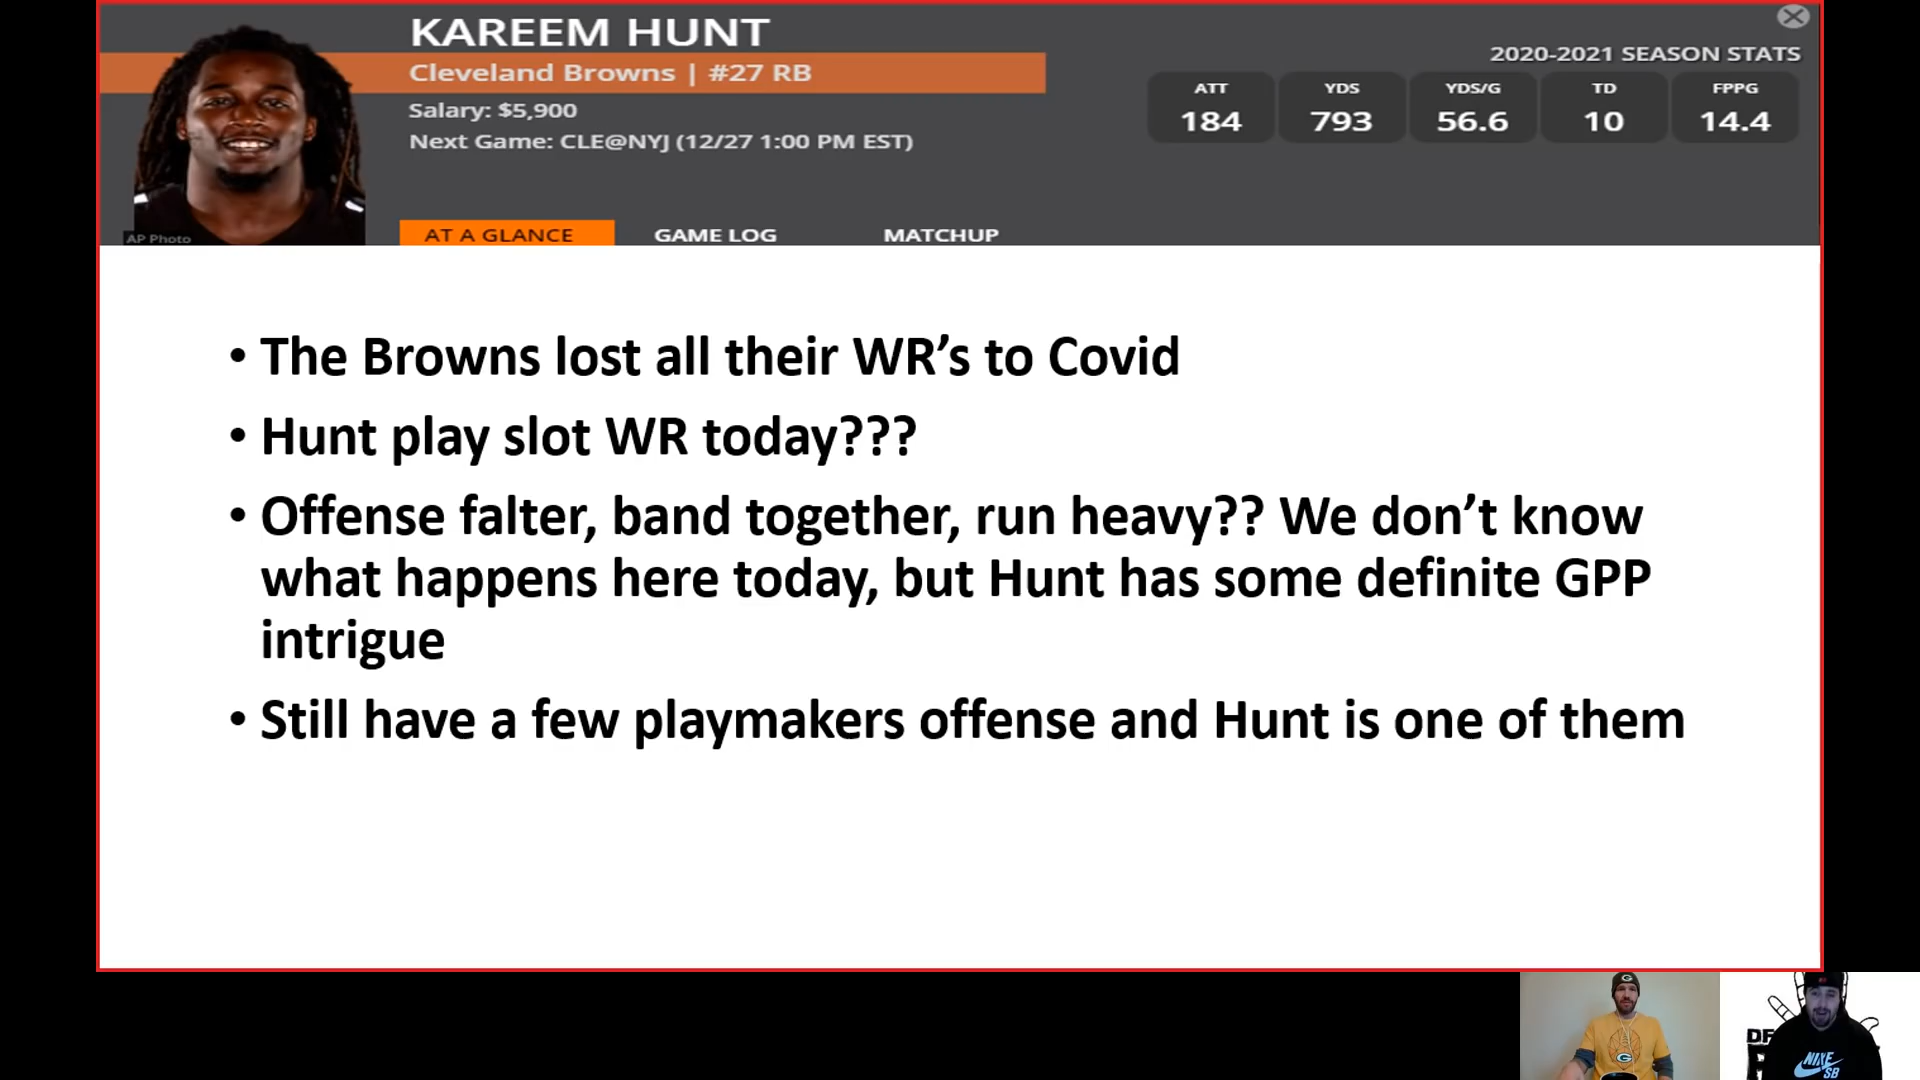 KAREEM HUNT
Cleveland Browns | #27 RB
Salary: $5,900
Next Game: CLE@NYJ (12/27 1:00 PM EST)
2020-2021 SEASON STATS
ATT YDS YDS/G TD FPPG
184 793 56.6 10 14.4
AP Photo
AT A GLANCE GAME LOG MATCHUP
• The Browns lost all their WR’s to Covid
• Hunt play slot WR today???
• Offense falter, band together, run heavy?? We don’t know
what happens here today, but Hunt has some definite GPP
intrigue
• Still have a few playmakers offense and Hunt is one of them
G
G
DF
NIKE
SB